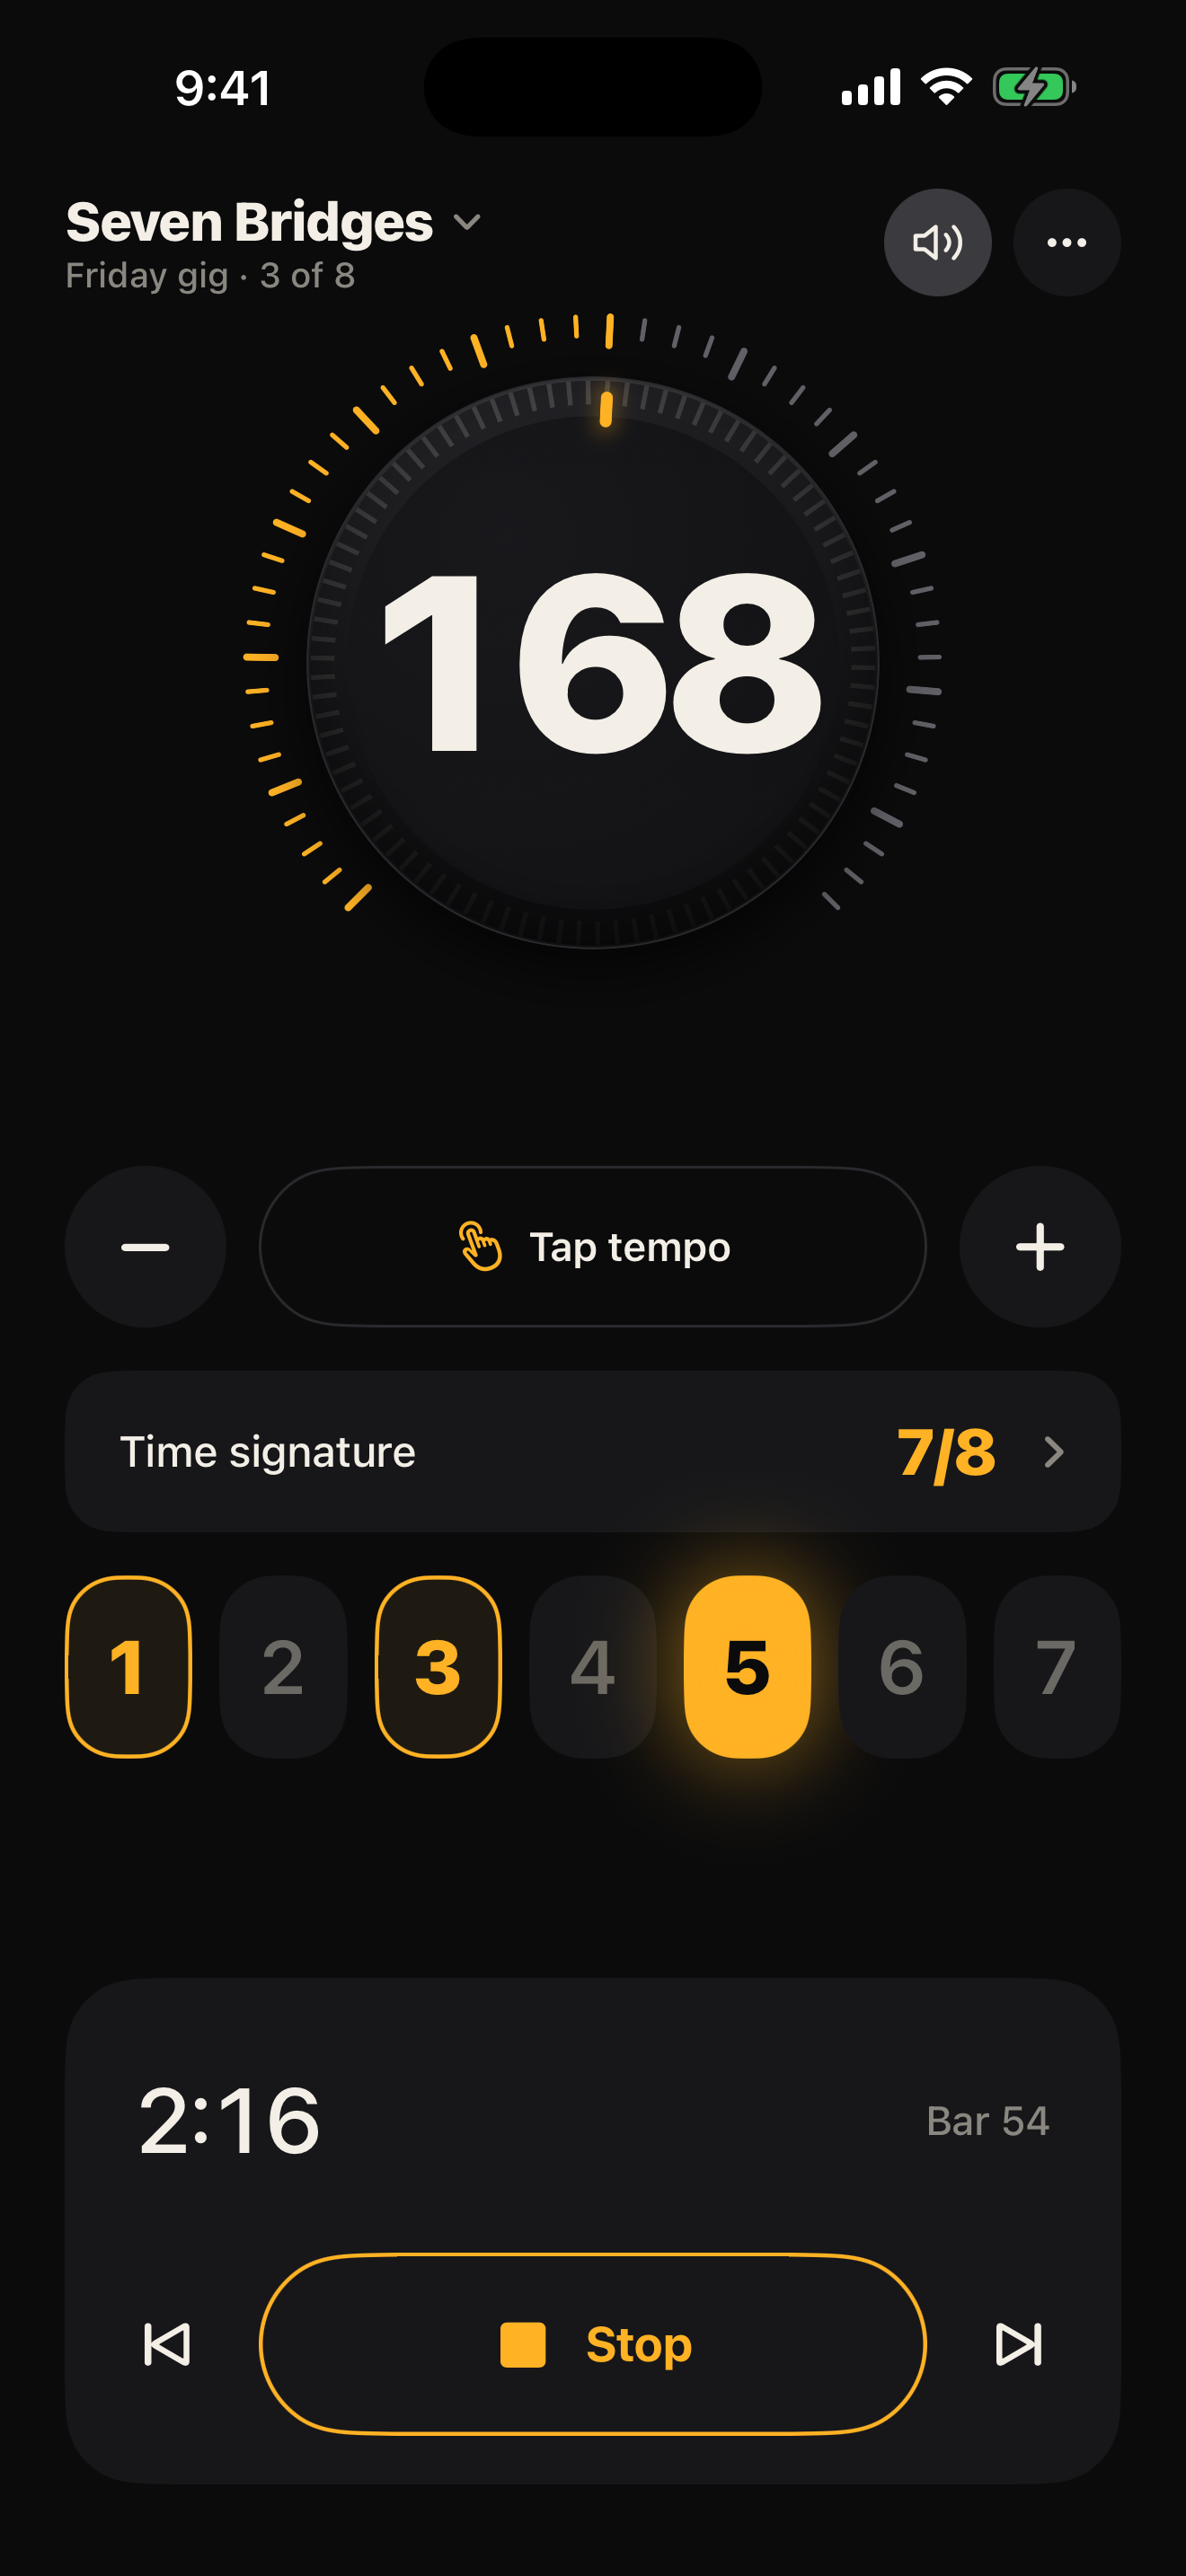 9:41
Seven Bridges
Friday gig · 3 of 8
168
Tap tempo
Time signature 7/8
1 2 3 4 5 6 7
2:16 Bar 54
Stop